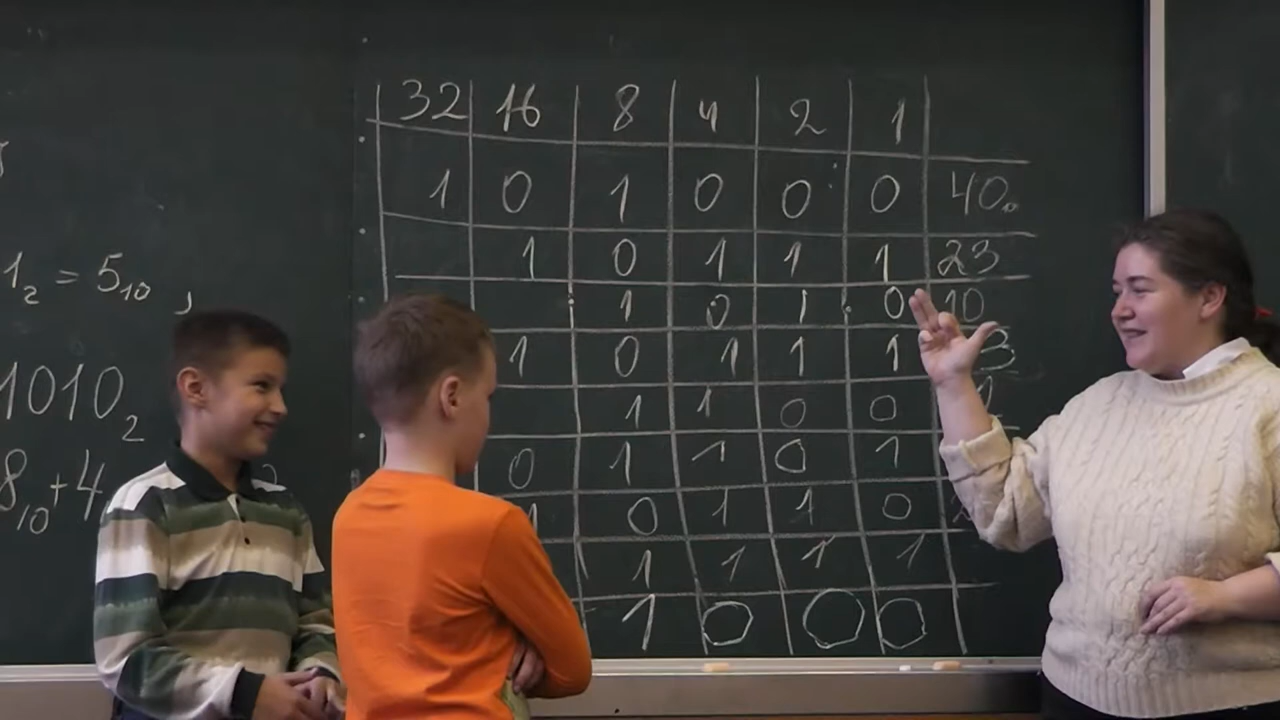 32 16 8 4 2 1
1 0 1 0 0 0 40
1 0 1 1 1 23
1 0 1 0 10
1 0 1 1 1 3
1 1 0 0
0 1 1 0 1
1 0 1 1 0
1 1 1 1
1 0 0 0
1₂ = 5₁₀,
1010₂
8₁₀+4